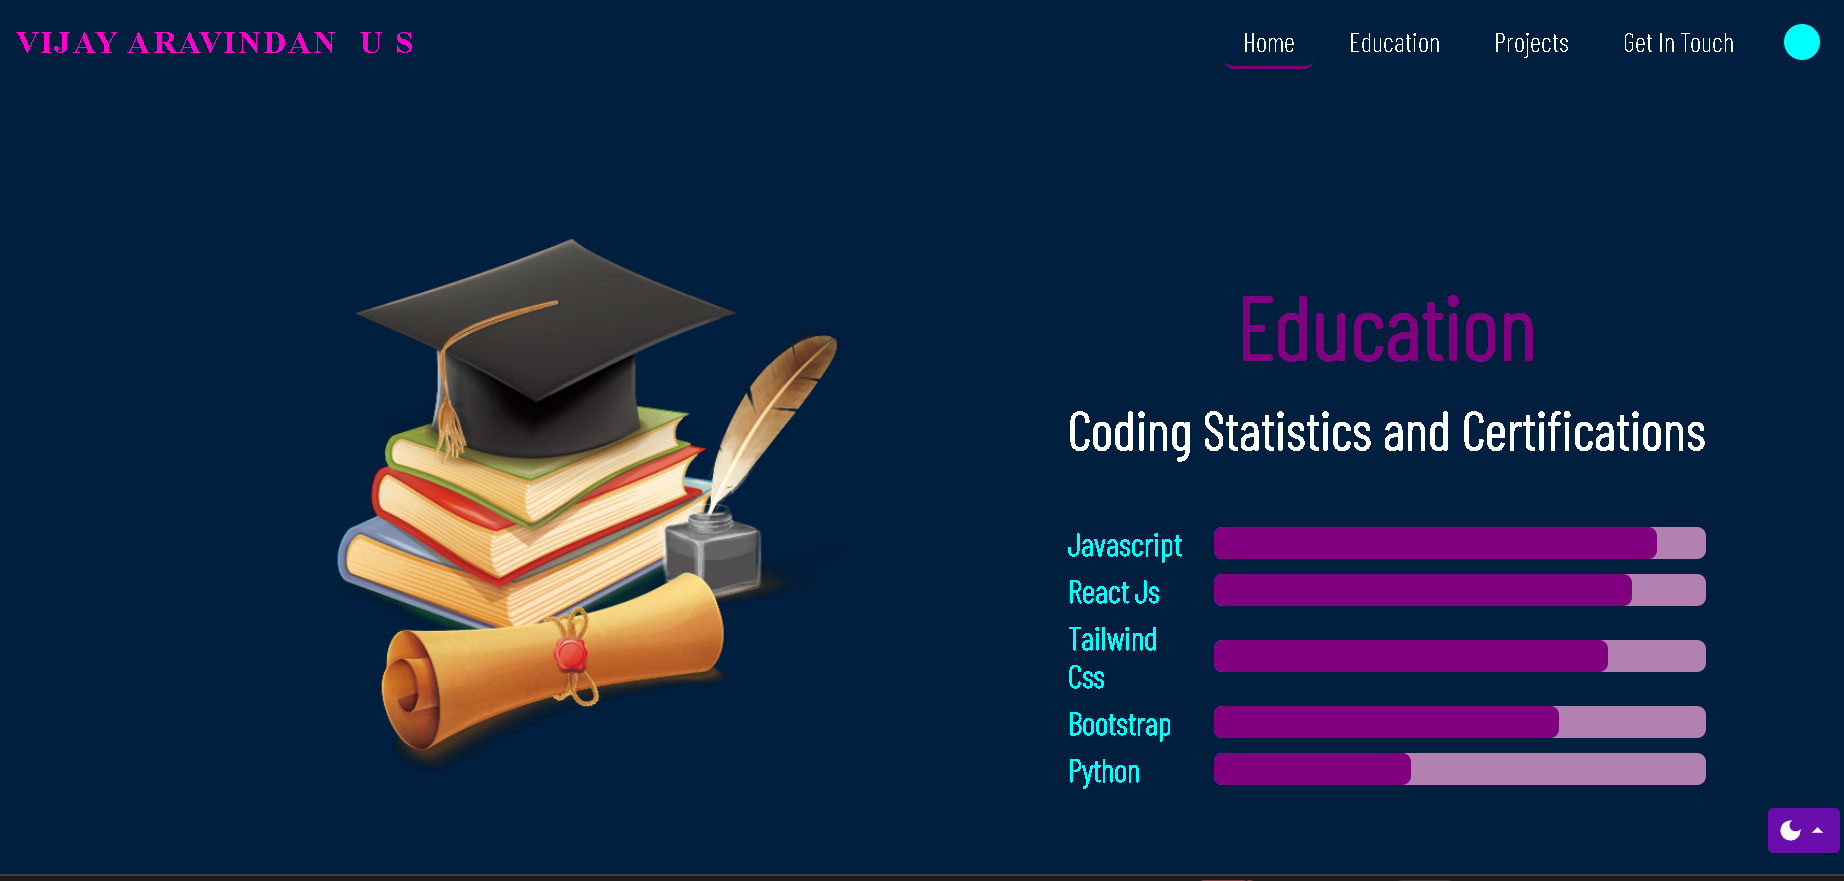 VIJAY ARAVINDAN U S
Home
Education
Projects
Get In Touch
Education
Coding Statistics and Certifications
Javascript
React Js
Tailwind
Css
Bootstrap
Python